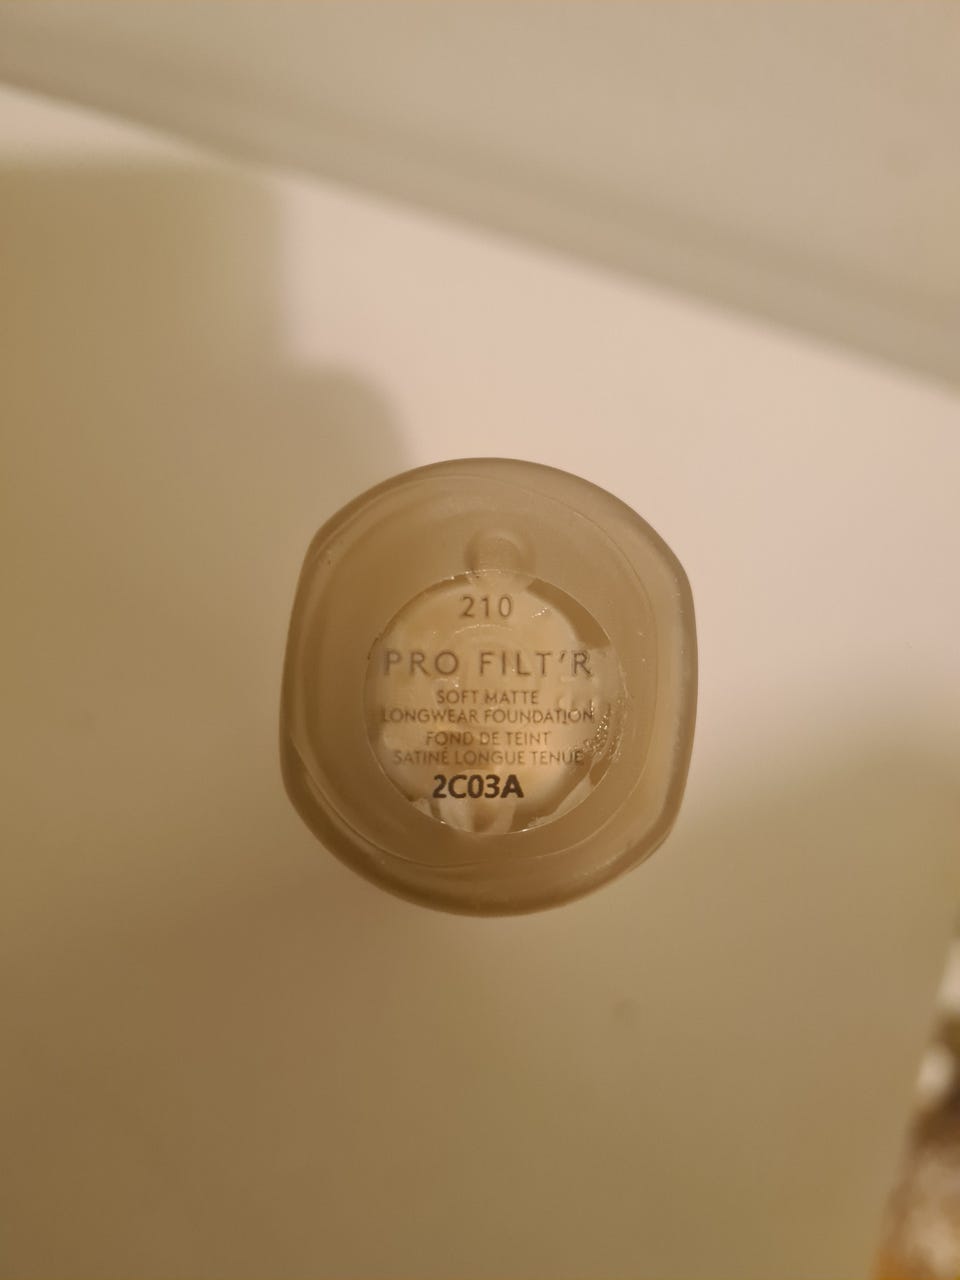 210
PRO FILT'R
SOFT MATTE
LONGWEAR FOUNDATION
FOND DE TEINT
SATINÉ LONGUE TENUE
2C03A